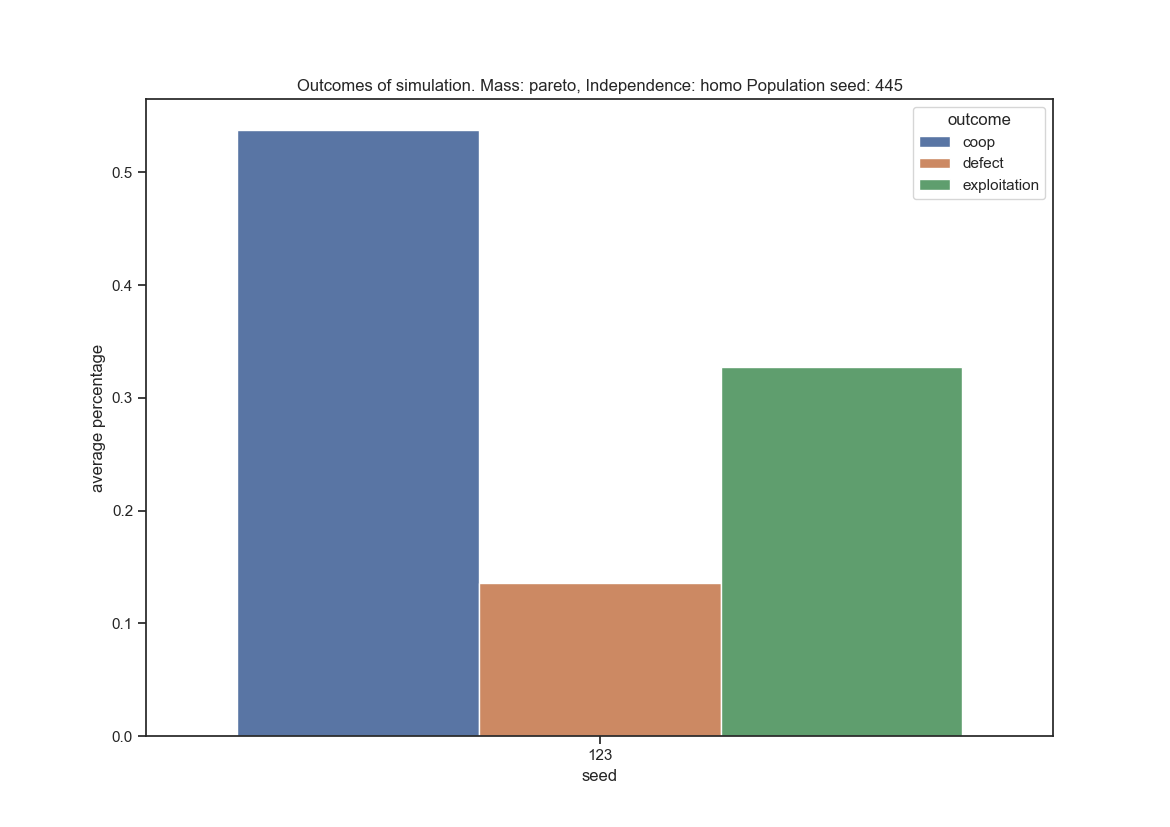 Outcomes of simulation. Mass: pareto, Independence: homo Population seed: 445
outcome
coop
defect
exploitation
0.5
0.4
0.3
0.2
0.1
0.0
average percentage
123
seed